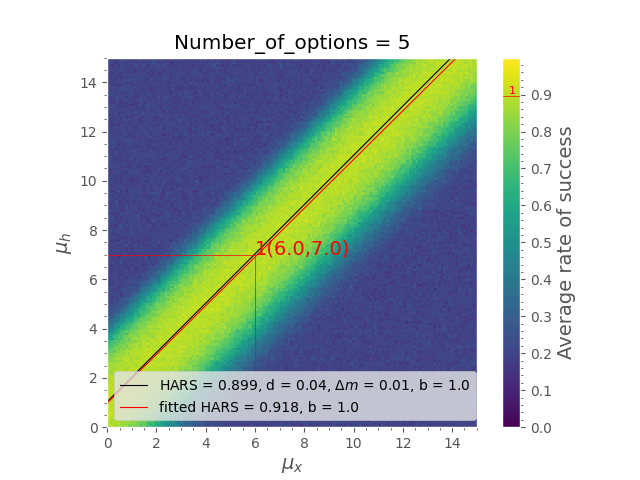 Number_of_options = 5
14
12
10
8
6
4
2
0
μh
0 2 4 6 8 10 12 14
μx
1(6.0,7.0)
HARS = 0.899, d = 0.04, Δm = 0.01, b = 1.0
fitted HARS = 0.918, b = 1.0
1
0.9
0.8
0.7
0.6
0.5
0.4
0.3
0.2
0.1
0.0
Average rate of success